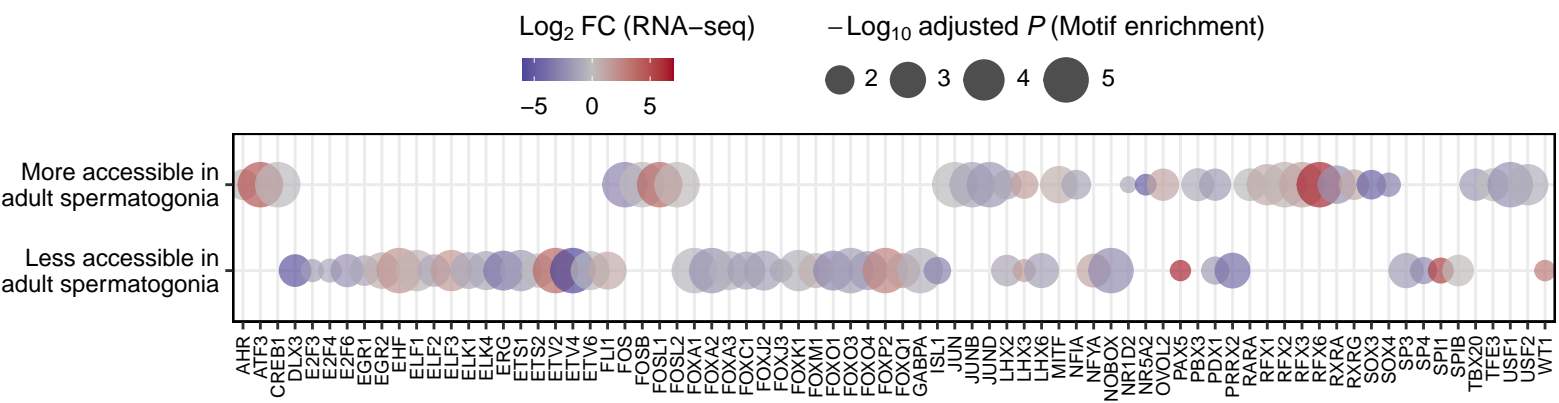 Log₂ FC (RNA−seq)
−Log₁₀ adjusted P (Motif enrichment)
−5 0 5
2 3 4 5
More accessible in
adult spermatogonia
Less accessible in
adult spermatogonia
AHR
ATF3
CREB1
DLX3
E2F3
E2F4
E2F6
EGR1
EGR2
EHF
ELF1
ELF2
ELF3
ELK1
ELK4
ERG
ETS1
ETS2
ETV2
ETV4
ETV6
FLI1
FOS
FOSB
FOSL1
FOSL2
FOXA1
FOXA2
FOXA3
FOXC1
FOXJ2
FOXJ3
FOXK1
FOXM1
FOXO1
FOXO3
FOXO4
FOXP2
FOXQ1
GABPA
ISL1
JUN
JUNB
JUND
LHX2
LHX3
LHX6
MITF
NFIA
NFYA
NOBOX
NR1D2
NR5A2
OVOL2
PAX5
PBX3
PDX1
PRRX2
RARA
RFX1
RFX2
RFX3
RFX6
RXRA
RXRG
SOX3
SOX4
SP3
SP4
SPI1
SPIB
TBX20
TFE3
USF1
USF2
WT1